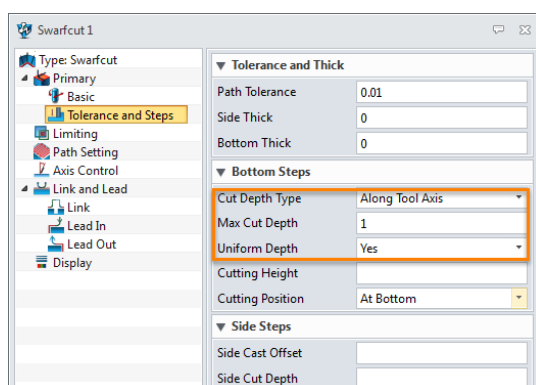 Swarfcut 1
Type: Swarfcut
Primary
Basic
Tolerance and Steps
Limiting
Path Setting
Axis Control
Link and Lead
Link
Lead In
Lead Out
Display
Tolerance and Thick
Path Tolerance 0.01
Side Thick 0
Bottom Thick 0
Bottom Steps
Cut Depth Type Along Tool Axis
Max Cut Depth 1
Uniform Depth Yes
Cutting Height
Cutting Position At Bottom
Side Steps
Side Cast Offset
Side Cut Depth